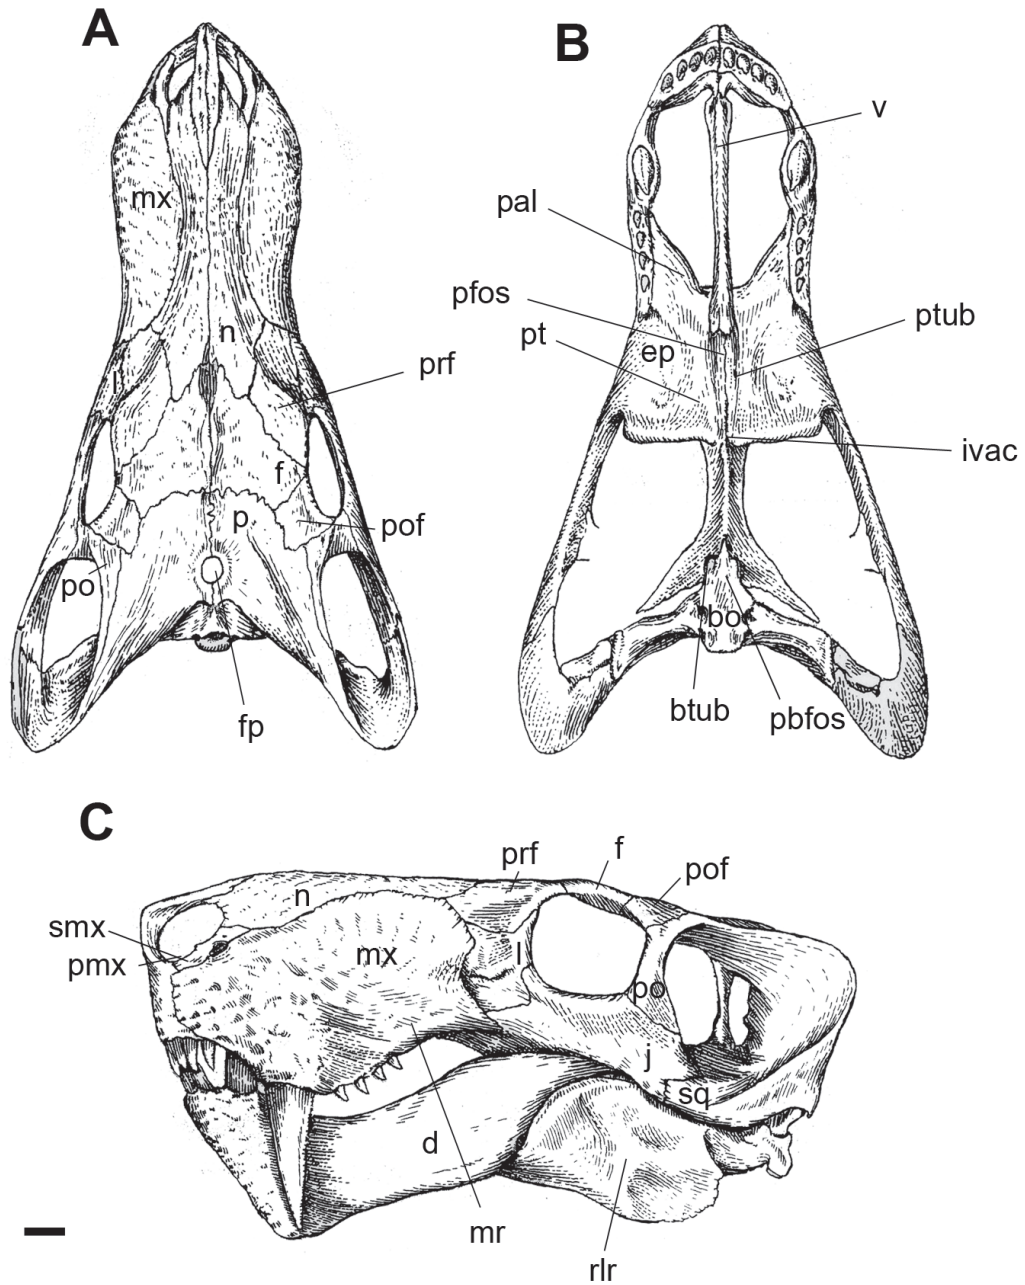 A
B
v
mx
pal
pfos
ptub
n
pt
ep
prf
l
ivac
f
p
pof
po
bo
btub
pbfos
fp
C
f
prf
pof
n
smx
mx
l
pmx
po
j
sq
d
mr
rlr